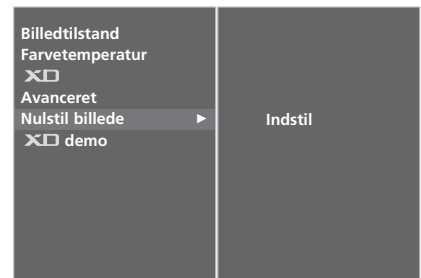 Billedtilstand
Farvetemperatur
XD
Avanceret
Nulstil billede ►
Indstil
XD demo